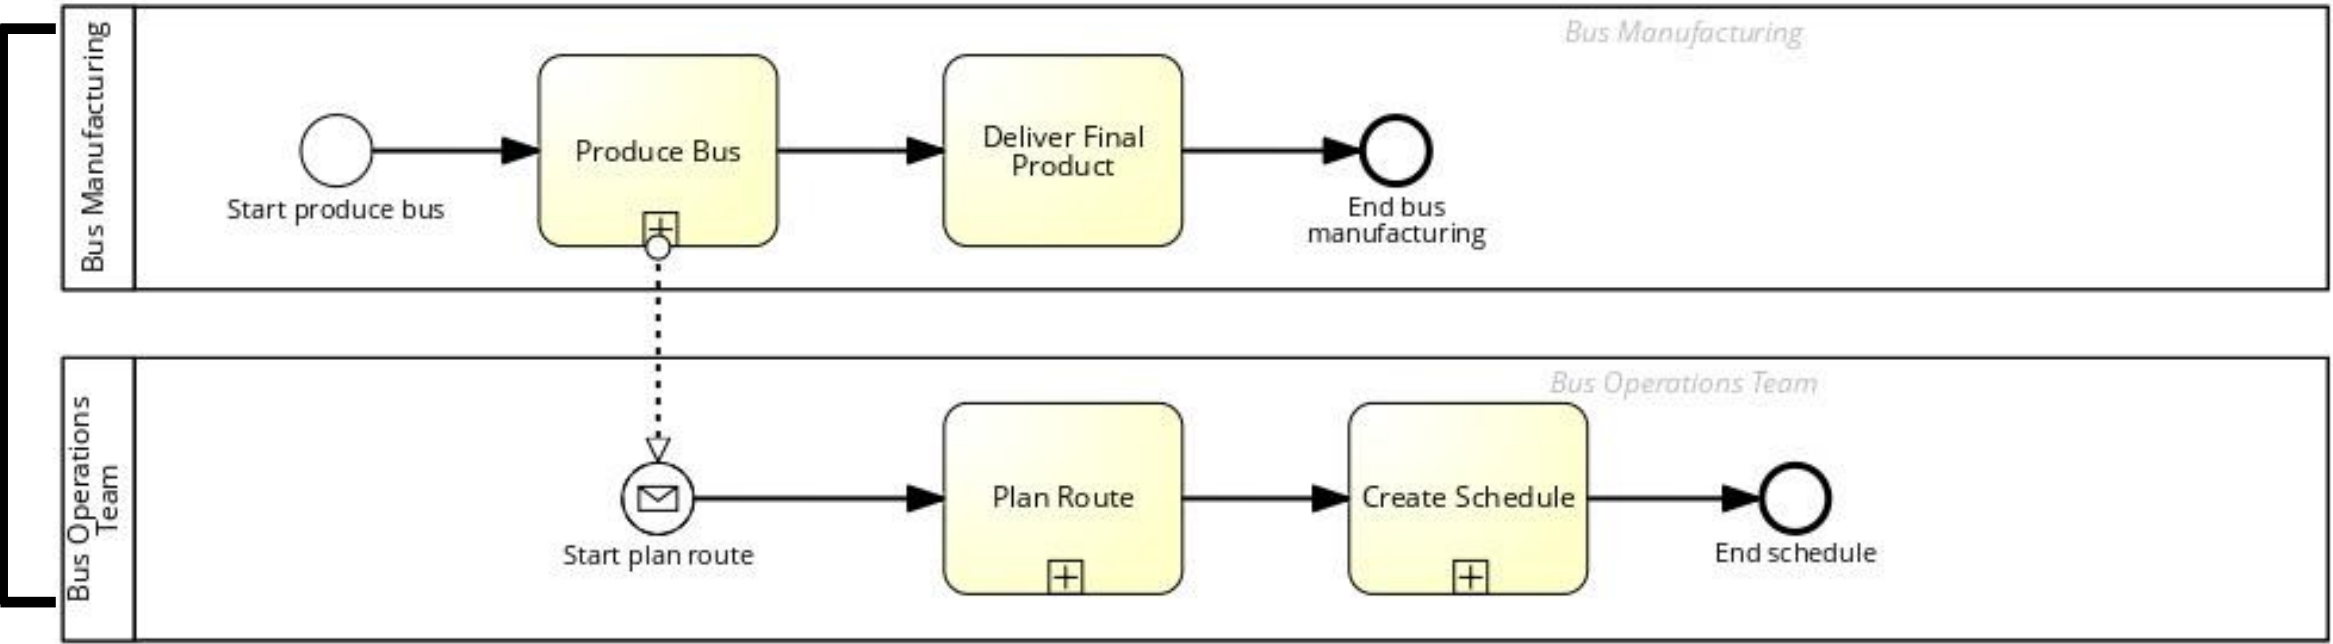 Bus Manufacturing
Bus Manufacturing
Start produce bus
Produce Bus
Deliver Final
Product
End bus
manufacturing
Bus Operations
Team
Bus Operations Team
Start plan route
Plan Route
Create Schedule
End schedule